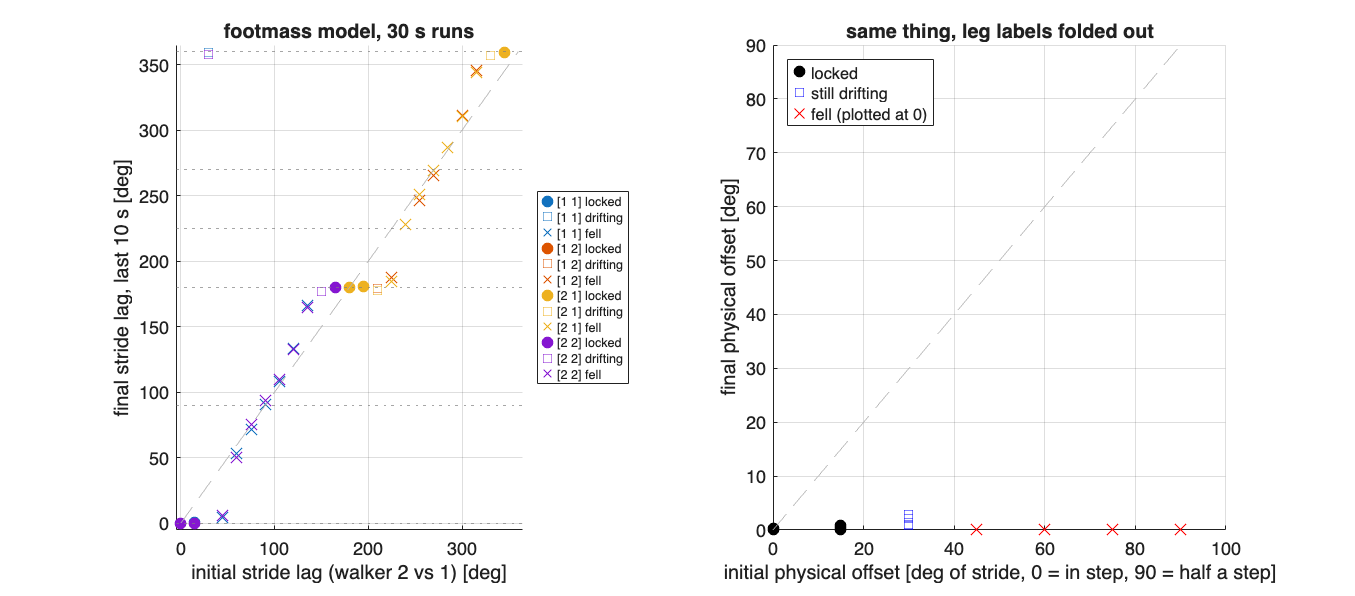 footmass model, 30 s runs
final stride lag, last 10 s [deg]
350
300
250
200
150
100
50
0
0 100 200 300
initial stride lag (walker 2 vs 1) [deg]
[1 1] locked
[1 1] drifting
[1 1] fell
[1 2] locked
[1 2] drifting
[1 2] fell
[2 1] locked
[2 1] drifting
[2 1] fell
[2 2] locked
[2 2] drifting
[2 2] fell
same thing, leg labels folded out
final physical offset [deg]
90
80
70
60
50
40
30
20
10
0
locked
still drifting
fell (plotted at 0)
0 20 40 60 80 100
initial physical offset [deg of stride, 0 = in step, 90 = half a step]